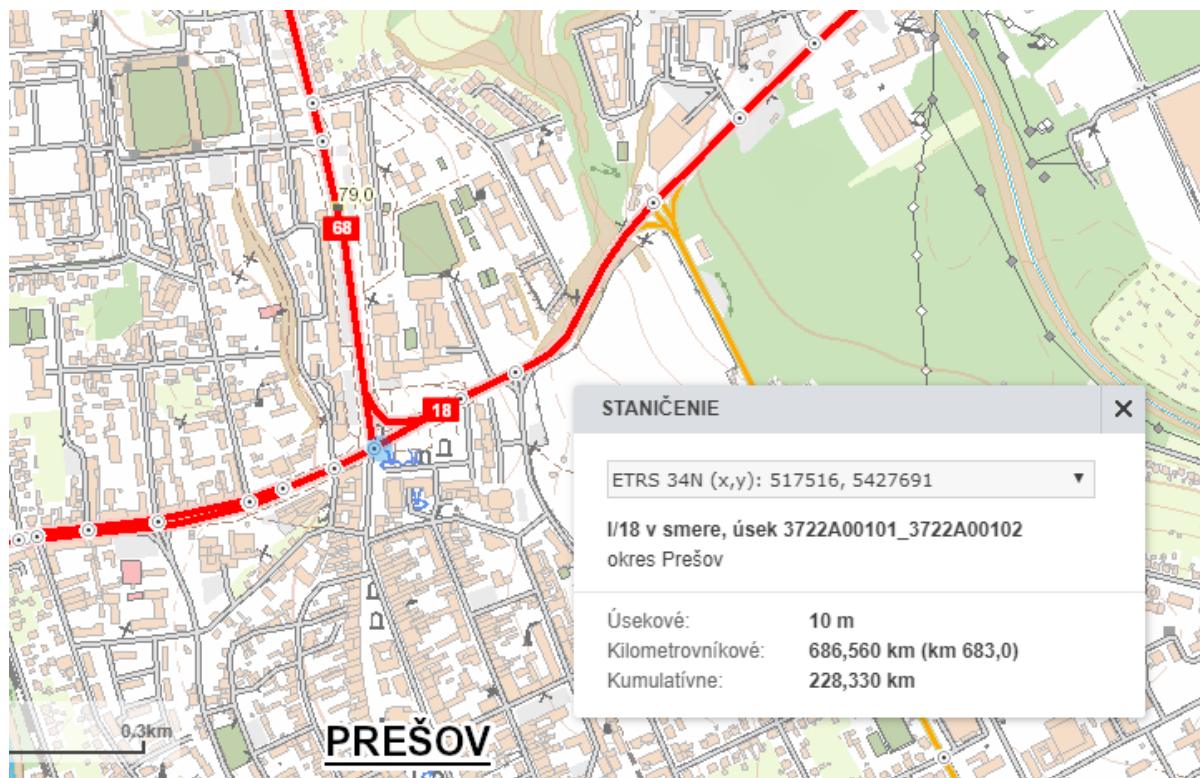 79,0
68
18
STANIČENIE
ETRS 34N (x,y): 517516, 5427691
I/18 v smere, úsek 3722A00101_3722A00102
okres Prešov
Úsekové: 10 m
Kilometrovníkové: 686,560 km (km 683,0)
Kumulatívne: 228,330 km
0,3km
PREŠOV